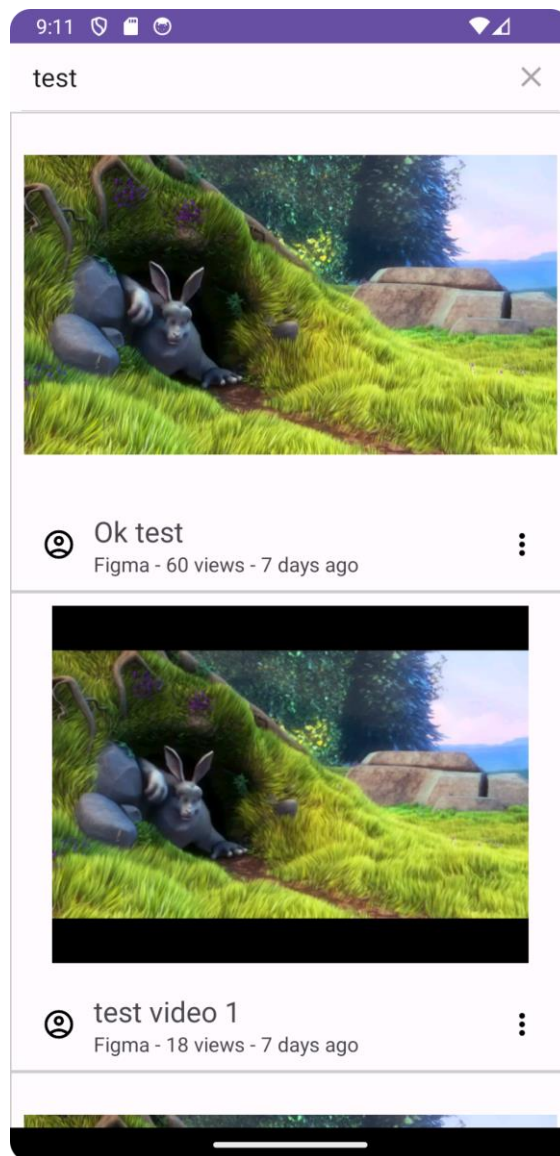 9:11
test
Ok test
Figma - 60 views - 7 days ago
test video 1
Figma - 18 views - 7 days ago